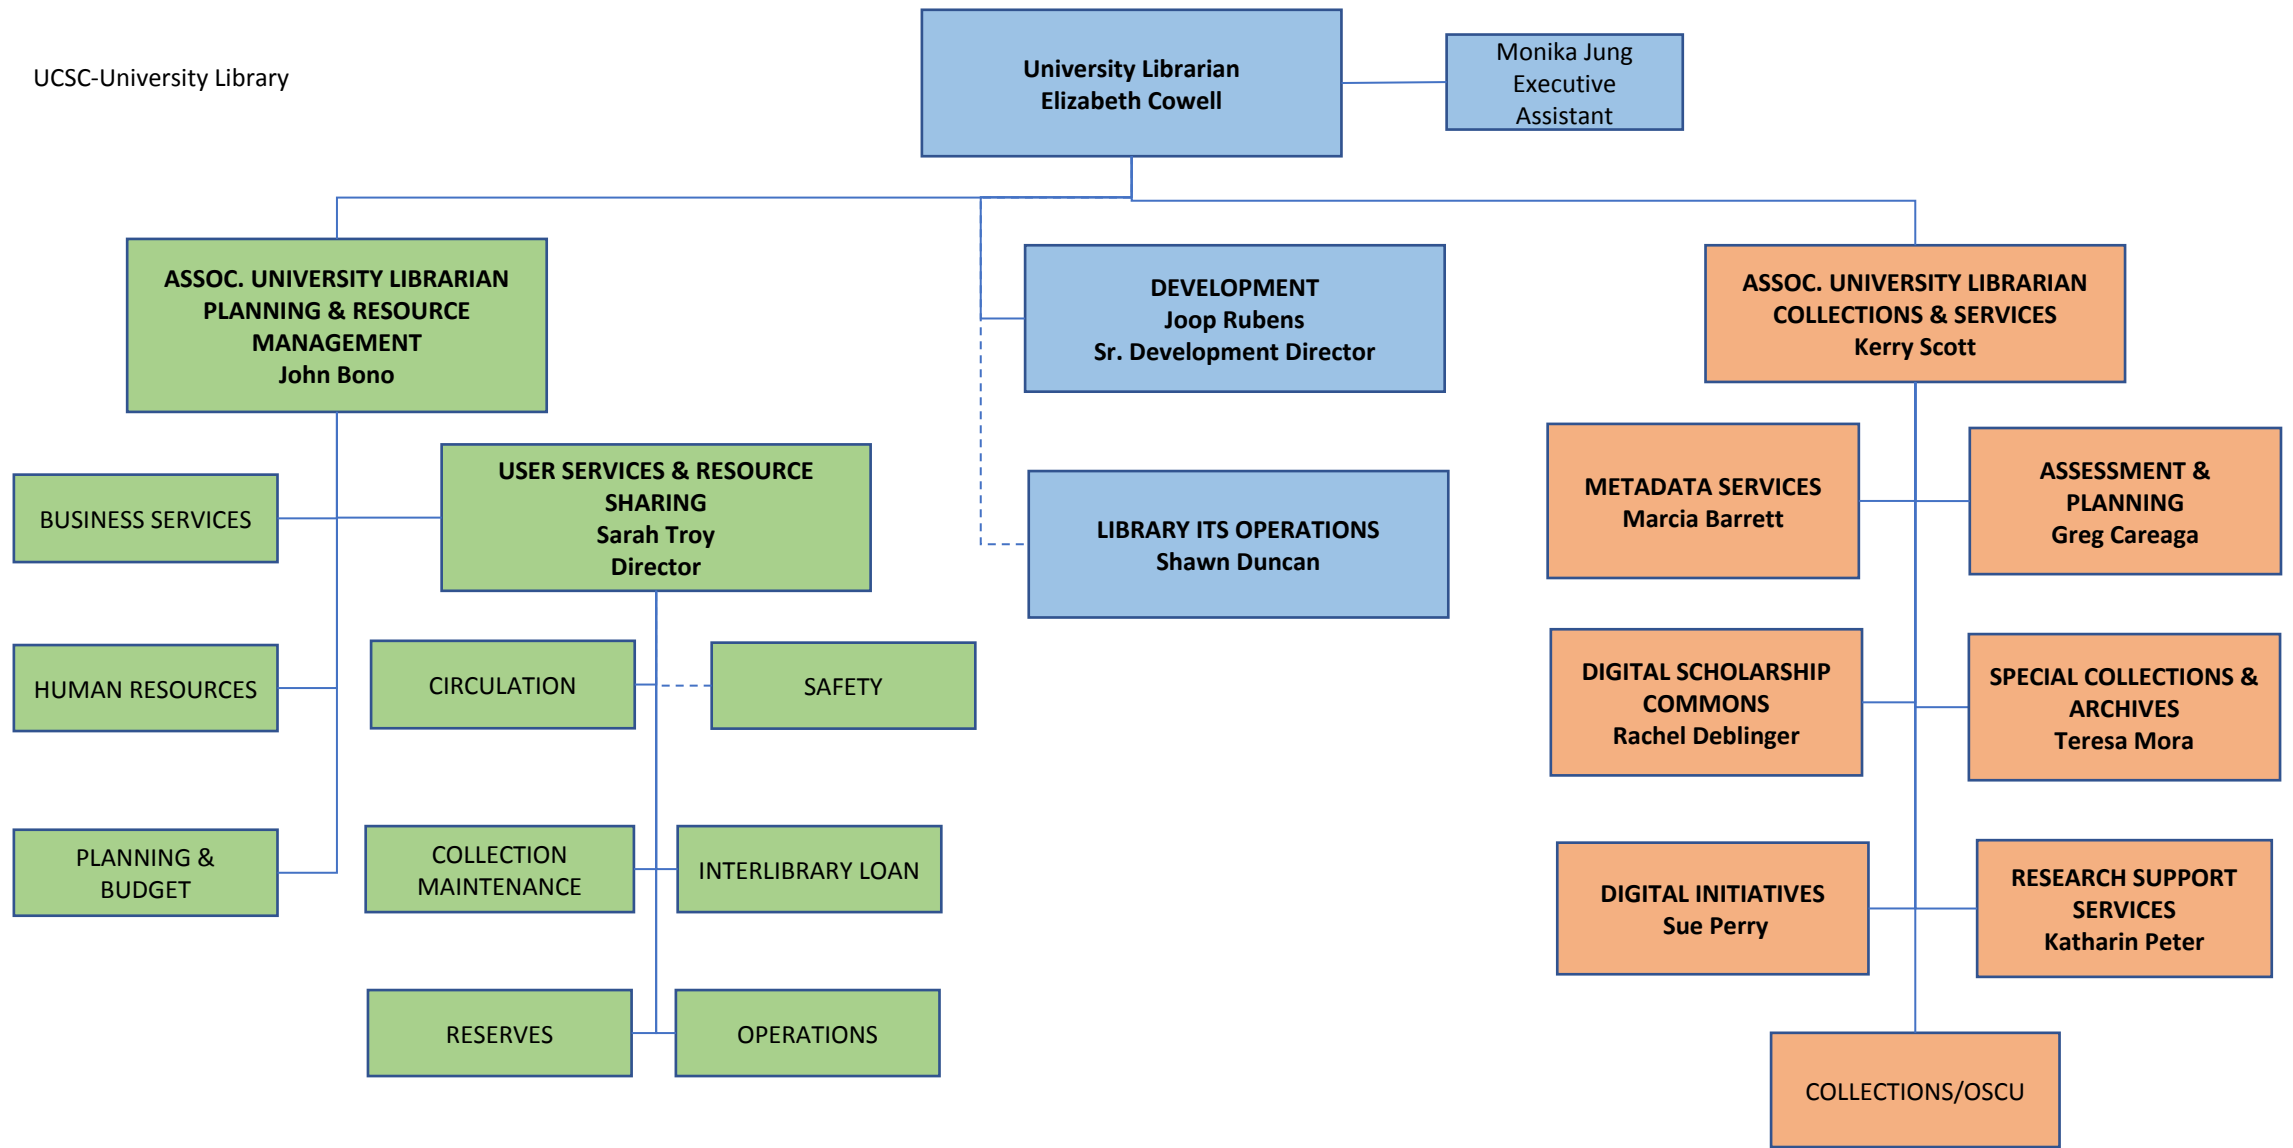 UCSC-University Library
University Librarian
Elizabeth Cowell
Monika Jung
Executive
Assistant
ASSOC. UNIVERSITY LIBRARIAN
PLANNING & RESOURCE
MANAGEMENT
John Bono
DEVELOPMENT
Joop Rubens
Sr. Development Director
ASSOC. UNIVERSITY LIBRARIAN
COLLECTIONS & SERVICES
Kerry Scott
BUSINESS SERVICES
USER SERVICES & RESOURCE
SHARING
Sarah Troy
Director
LIBRARY ITS OPERATIONS
Shawn Duncan
METADATA SERVICES
Marcia Barrett
ASSESSMENT &
PLANNING
Greg Careaga
HUMAN RESOURCES
CIRCULATION
SAFETY
DIGITAL SCHOLARSHIP
COMMONS
Rachel Deblinger
SPECIAL COLLECTIONS &
ARCHIVES
Teresa Mora
PLANNING &
BUDGET
COLLECTION
MAINTENANCE
INTERLIBRARY LOAN
DIGITAL INITIATIVES
Sue Perry
RESEARCH SUPPORT
SERVICES
Katharin Peter
RESERVES
OPERATIONS
COLLECTIONS/OSCU